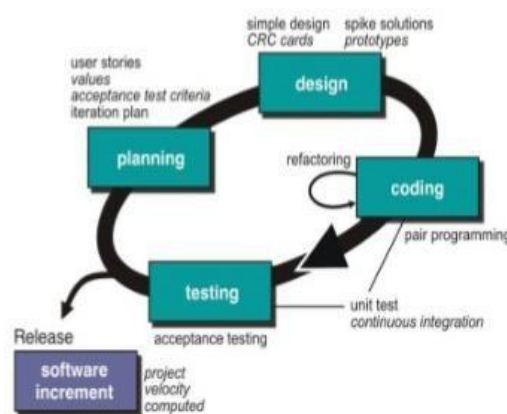 simple design
CRC cards
spike solutions
prototypes
user stories
values
acceptance test criteria
iteration plan
design
planning
refactoring
coding
pair programming
testing
unit test
continuous integration
acceptance testing
Release
software
increment
project
velocity
computed